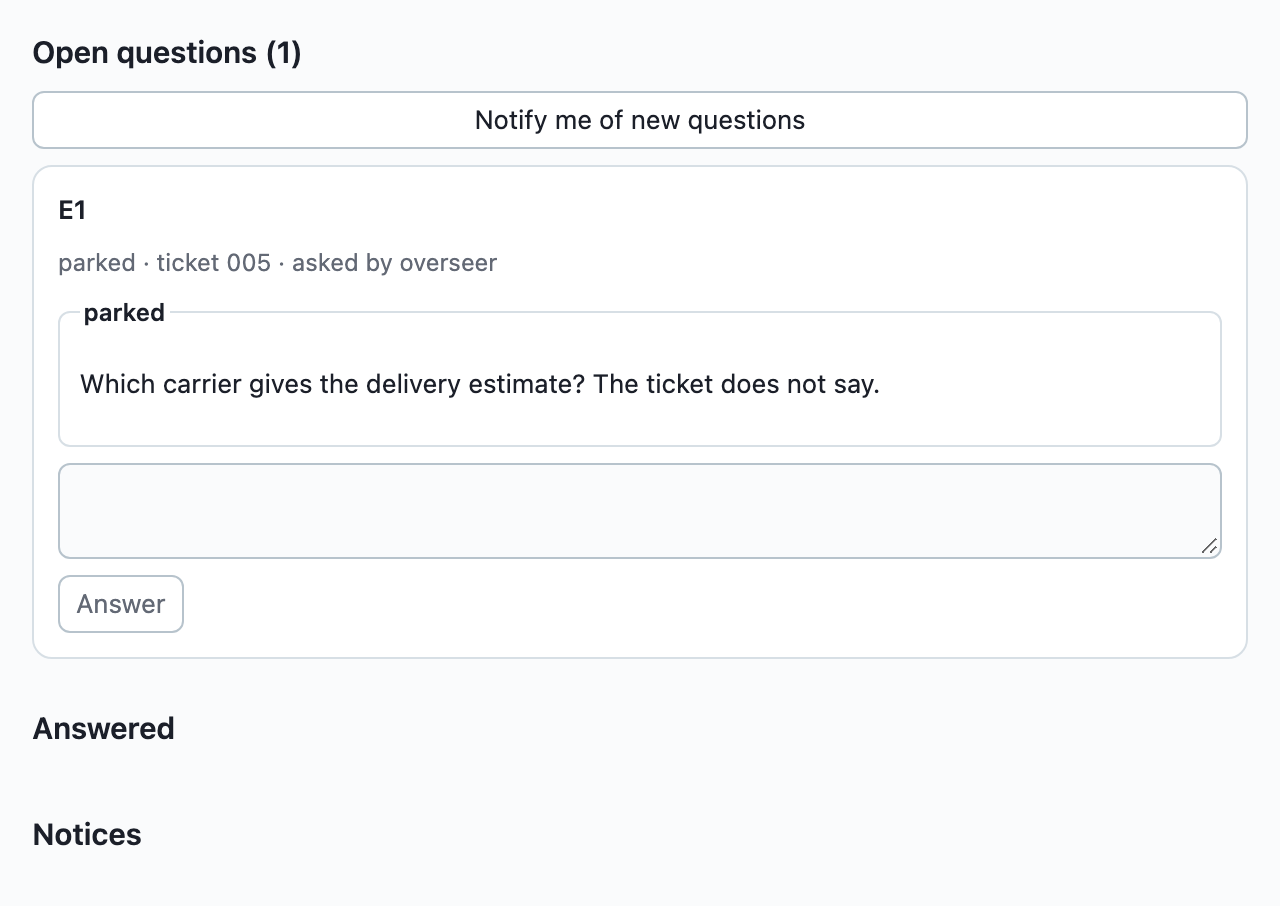 Open questions (1)
Notify me of new questions
E1
parked · ticket 005 · asked by overseer
parked
Which carrier gives the delivery estimate? The ticket does not say.
Answer
Answered
Notices